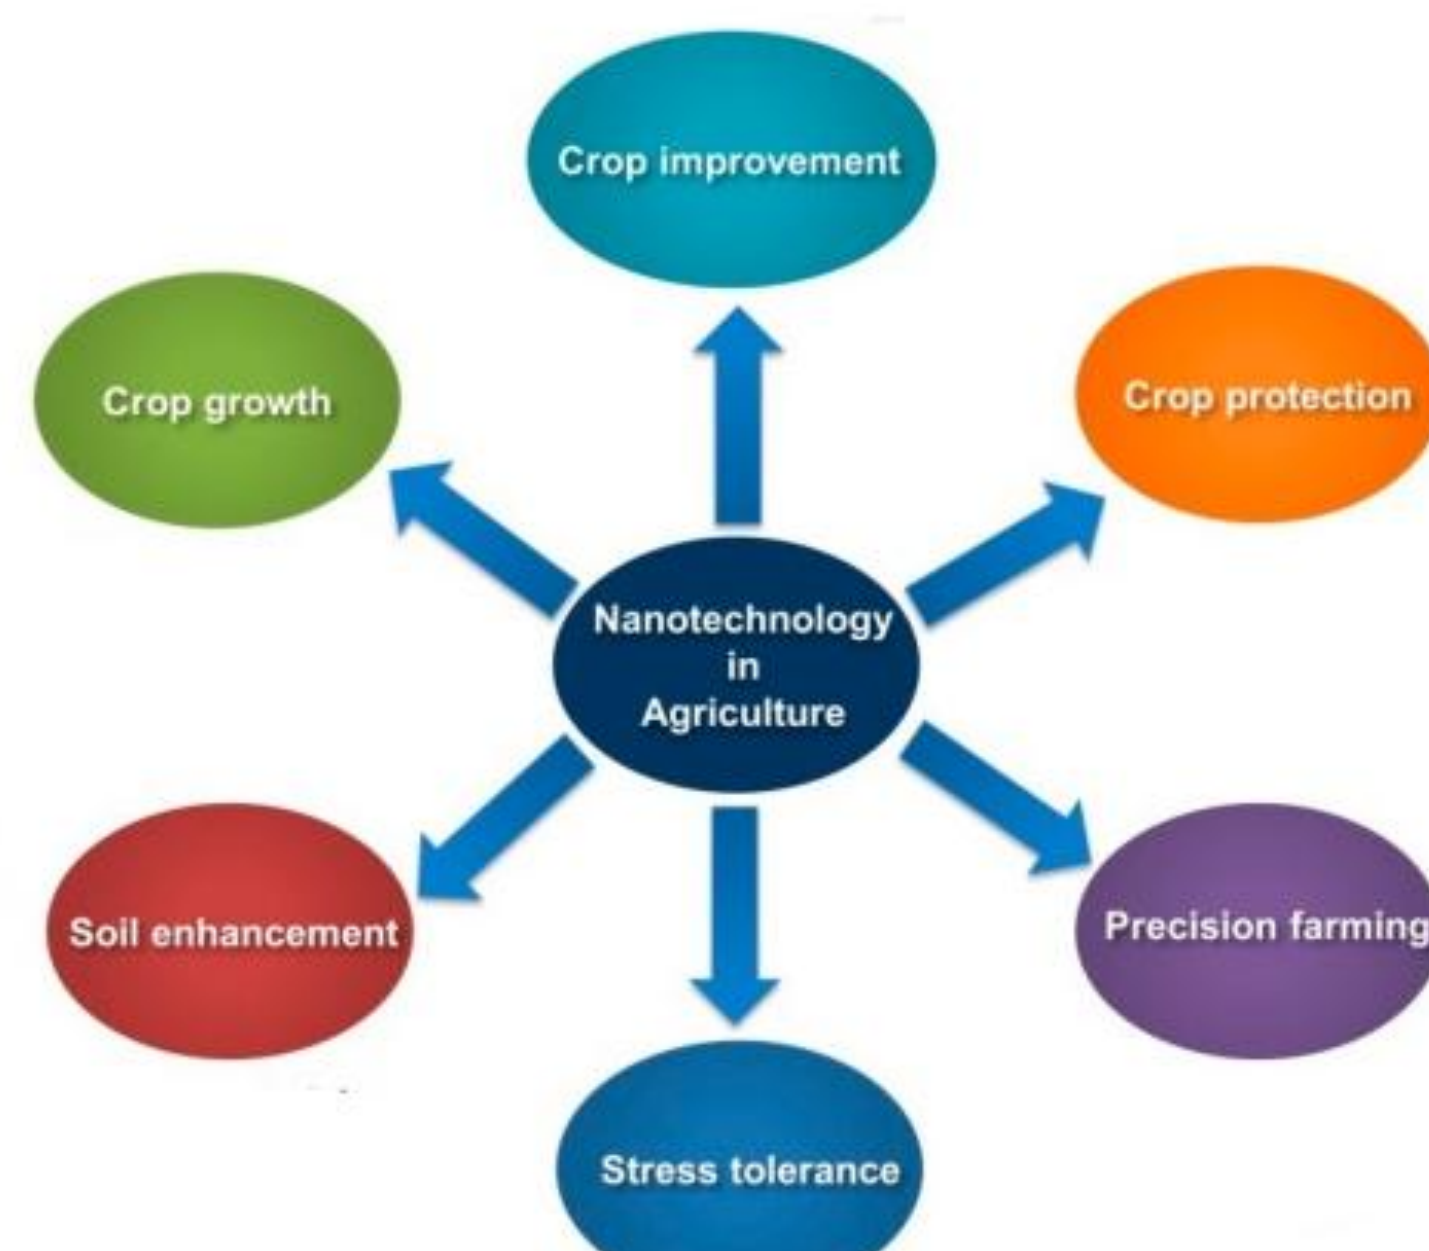 Crop improvement
Crop growth
Crop protection
Nanotechnology
in
Agriculture
Soil enhancement
Precision farming
Stress tolerance